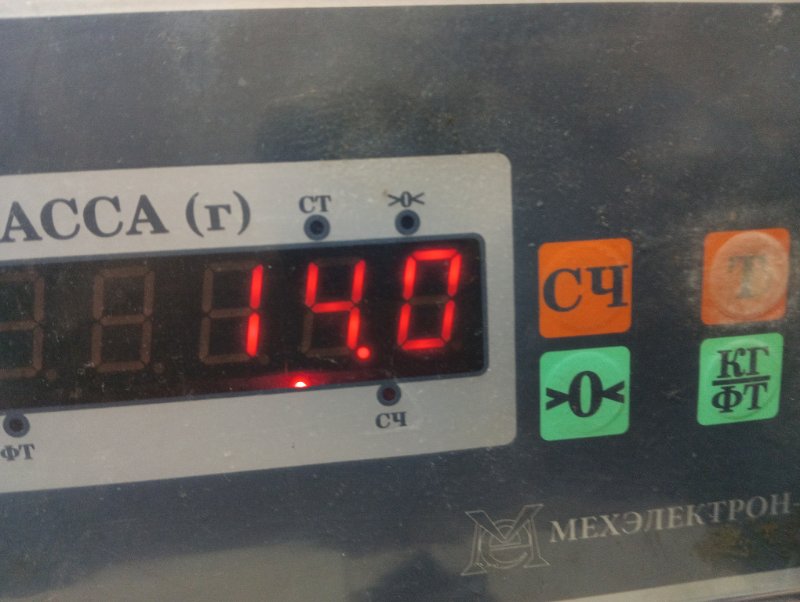 АССА (г)
СТ
>0<
14.0
ФТ
СЧ
СЧ
Т
>0<
КГ
ФТ
МЕХЭЛЕКТРОН-